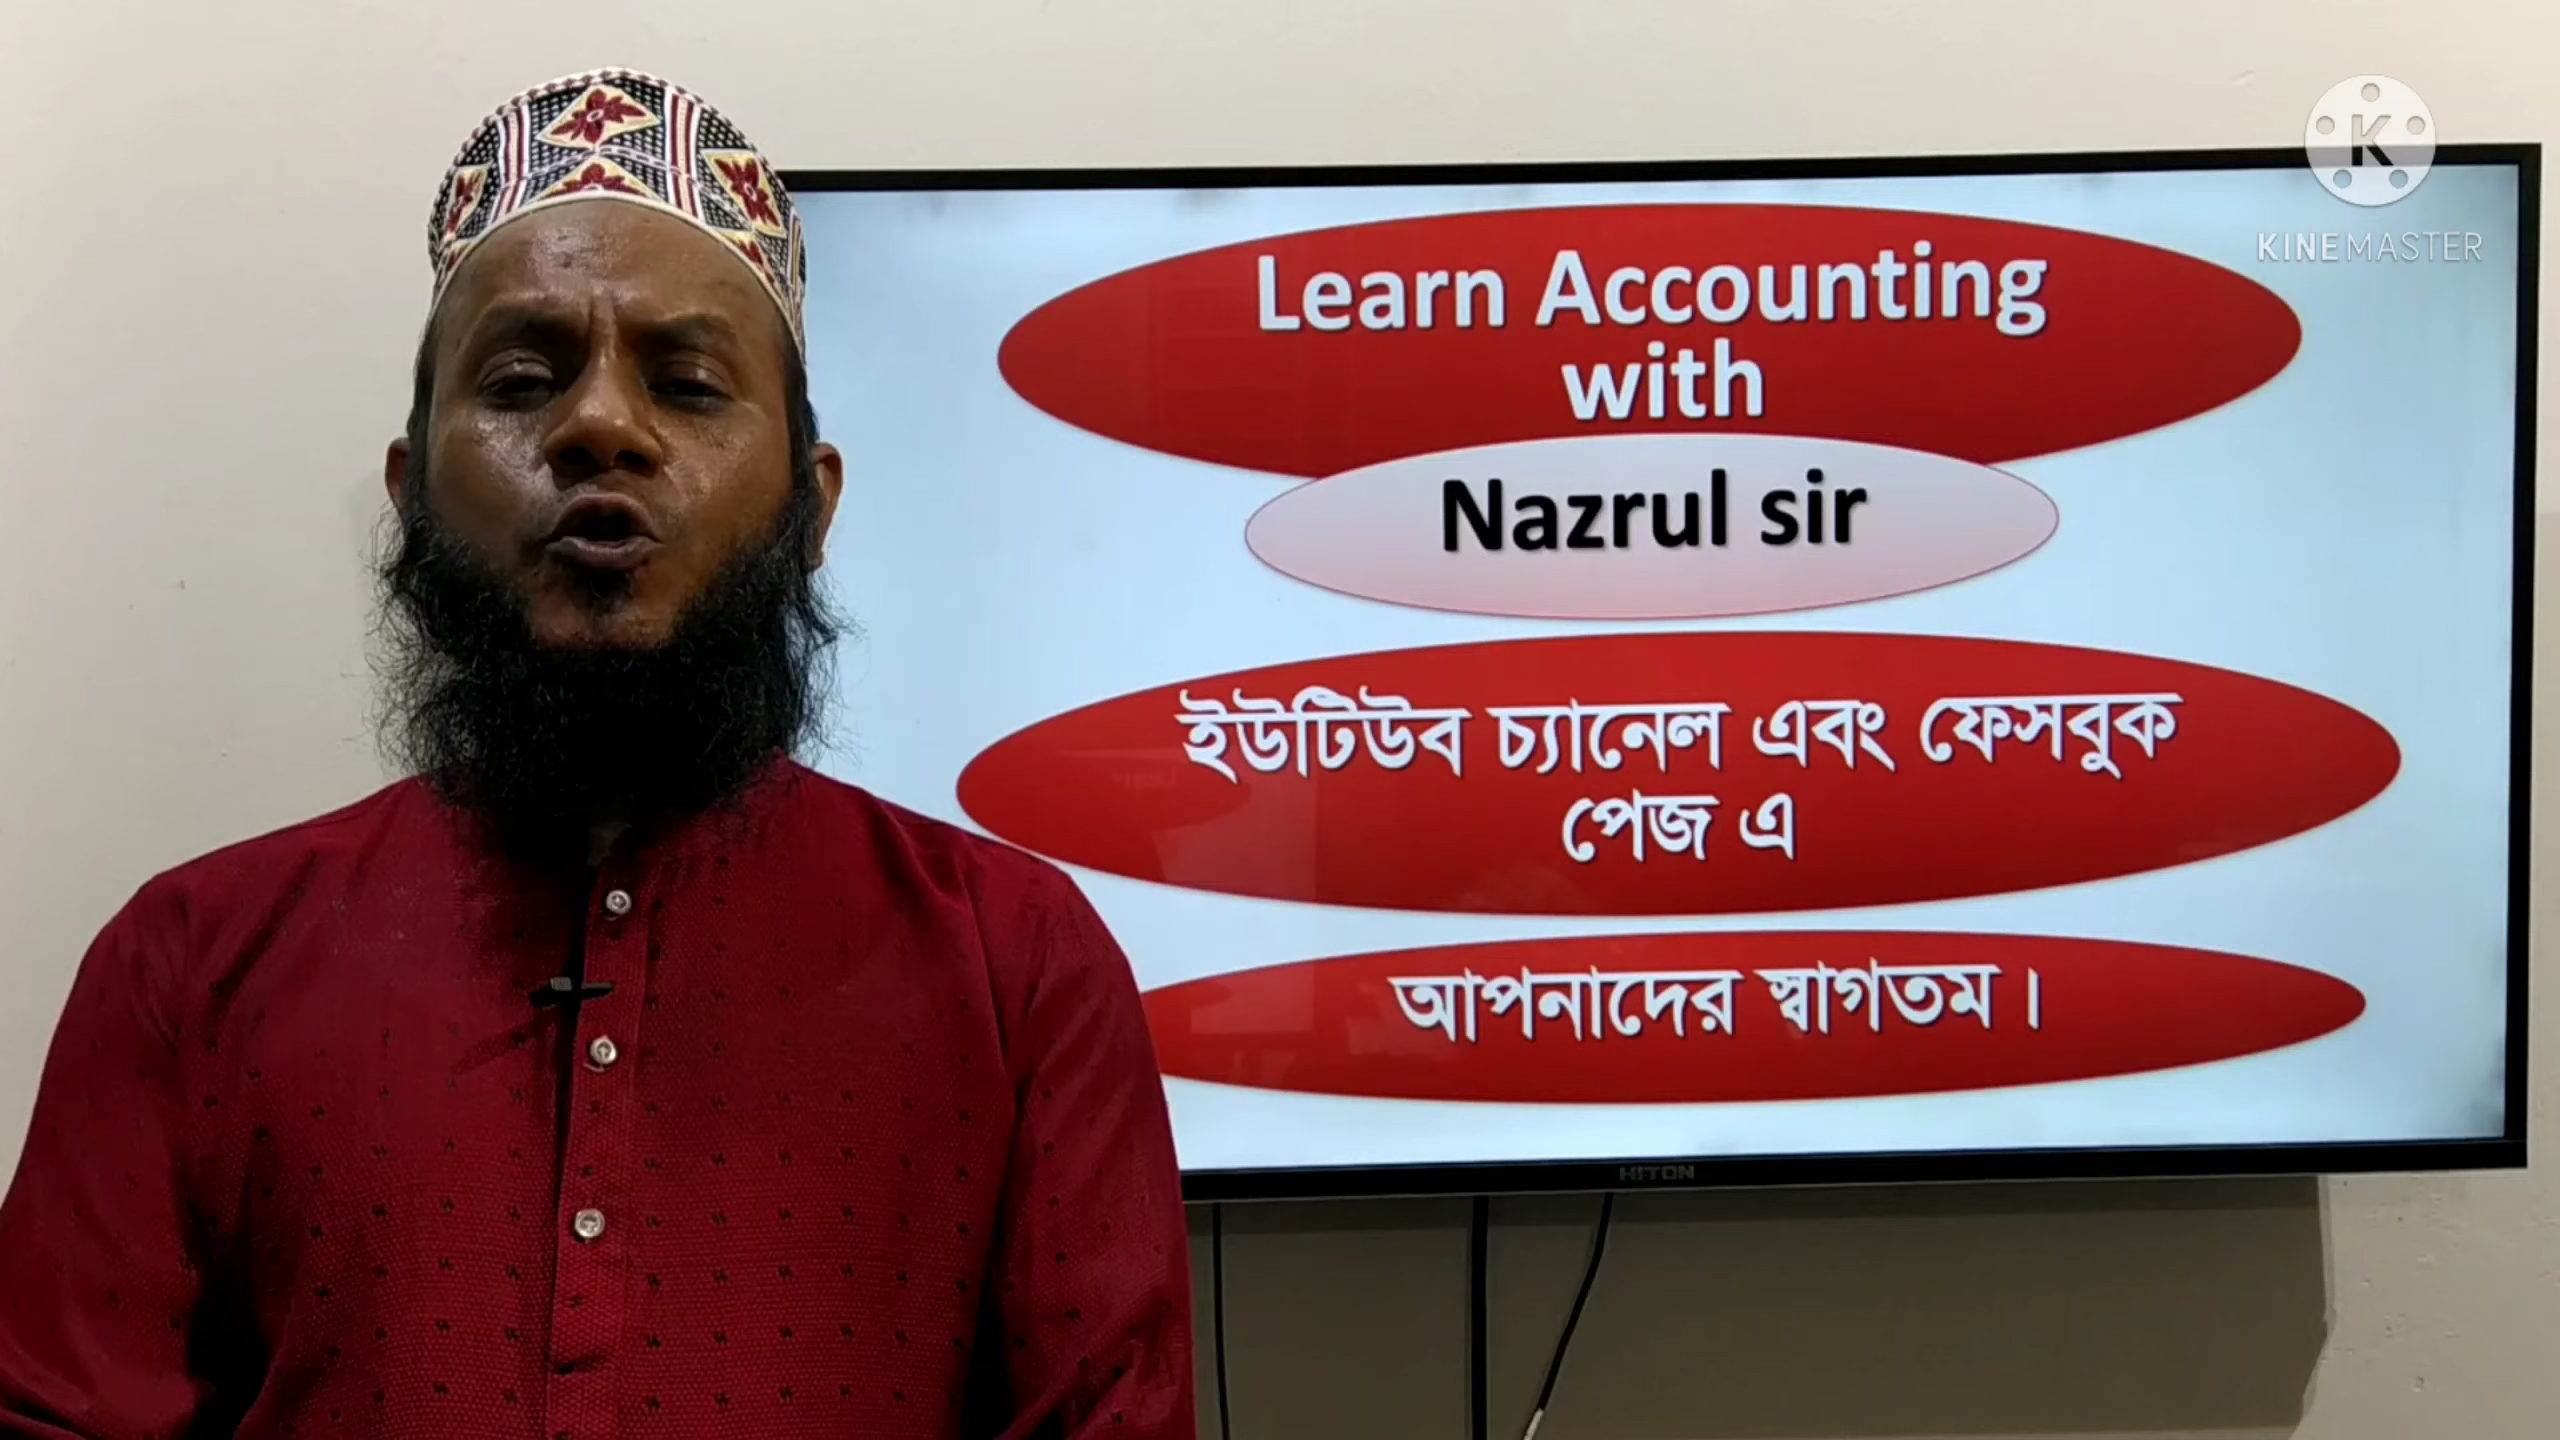 K
KINEMASTER
Learn Accounting
with
Nazrul sir
ইউটিউব চ্যানেল এবং ফেসবুক
পেজ এ
আপনাদের স্বাগতম।
HITON